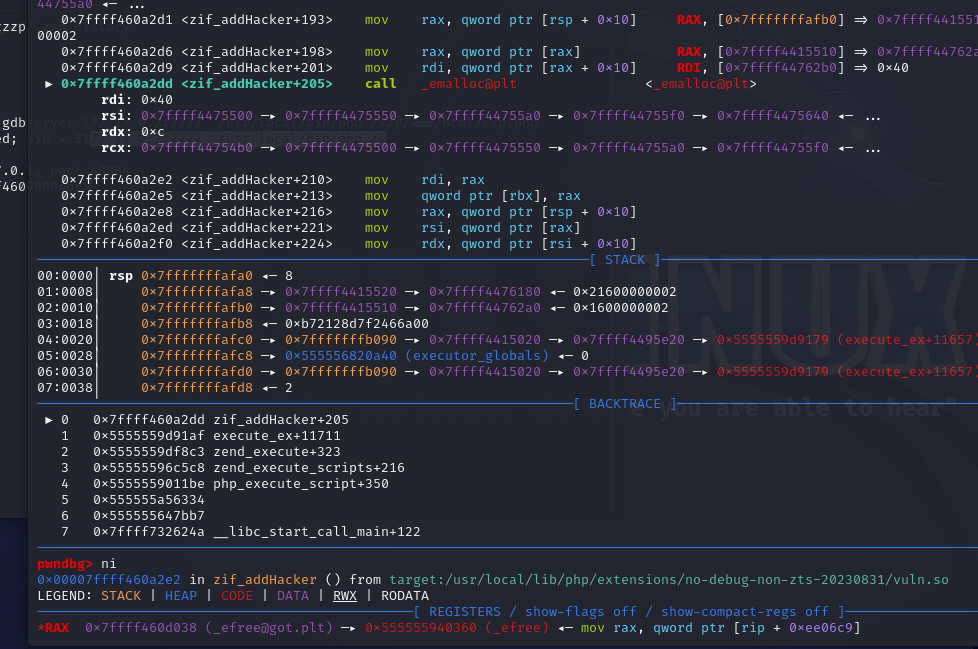 44755a0 ◂— ...
0×7ffff460a2d1 <zif_addHacker+193> mov rax, qword ptr [rsp + 0×10] RAX, [0×7fffffffafb0] ⇒ 0×7ffff441551
00002
0×7ffff460a2d6 <zif_addHacker+198> mov rax, qword ptr [rax] RAX, [0×7ffff4415510] ⇒ 0×7ffff44762a
0×7ffff460a2d9 <zif_addHacker+201> mov rdi, qword ptr [rax + 0×10] RDI, [0×7ffff44762b0] ⇒ 0×40
► 0×7ffff460a2dd <zif_addHacker+205> call _emalloc@plt <_emalloc@plt>
rdi: 0×40
rsi: 0×7ffff4475500 —▸ 0×7ffff4475550 —▸ 0×7ffff44755a0 —▸ 0×7ffff44755f0 —▸ 0×7ffff4475640 ◂— ...
rdx: 0×c
rcx: 0×7ffff44754b0 —▸ 0×7ffff4475500 —▸ 0×7ffff4475550 —▸ 0×7ffff44755a0 —▸ 0×7ffff44755f0 ◂— ...
0×7ffff460a2e2 <zif_addHacker+210> mov rdi, rax
0×7ffff460a2e5 <zif_addHacker+213> mov qword ptr [rbx], rax
0×7ffff460a2e8 <zif_addHacker+216> mov rax, qword ptr [rsp + 0×10]
0×7ffff460a2ed <zif_addHacker+221> mov rsi, qword ptr [rax]
0×7ffff460a2f0 <zif_addHacker+224> mov rdx, qword ptr [rsi + 0×10]
[ STACK ]
00:0000│ rsp 0×7fffffffafa0 ◂— 8
01:0008│ 0×7fffffffafa8 —▸ 0×7ffff4415520 —▸ 0×7ffff4476180 ◂— 0×21600000002
02:0010│ 0×7fffffffafb0 —▸ 0×7ffff4415510 —▸ 0×7ffff44762a0 ◂— 0×1600000002
03:0018│ 0×7fffffffafb8 ◂— 0×b72128d7f2466a00
04:0020│ 0×7fffffffafc0 —▸ 0×7fffffffb090 —▸ 0×7ffff4415020 —▸ 0×7ffff4495e20 —▸ 0×5555559d9179 (execute_ex+11657)
05:0028│ 0×7fffffffafc8 —▸ 0×555556820a40 (executor_globals) ◂— 0
06:0030│ 0×7fffffffafd0 —▸ 0×7fffffffb090 —▸ 0×7ffff4415020 —▸ 0×7ffff4495e20 —▸ 0×5555559d9179 (execute_ex+11657)
07:0038│ 0×7fffffffafd8 ◂— 2
[ BACKTRACE ]
► 0 0×7ffff460a2dd zif_addHacker+205
1 0×5555559d91af execute_ex+11711
2 0×5555559df8c3 zend_execute+323
3 0×55555596c5c8 zend_execute_scripts+216
4 0×5555559011be php_execute_script+350
5 0×555555a56334
6 0×555555647bb7
7 0×7ffff732624a __libc_start_call_main+122
pwndbg> ni
0×00007ffff460a2e2 in zif_addHacker () from target:/usr/local/lib/php/extensions/no-debug-non-zts-20230831/vuln.so
LEGEND: STACK | HEAP | CODE | DATA | RWX | RODATA
[ REGISTERS / show-flags off / show-compact-regs off ]
*RAX 0×7ffff460d038 (_efree@got.plt) —▸ 0×555555940360 (_efree) ◂— mov rax, qword ptr [rip + 0×ee06c9]